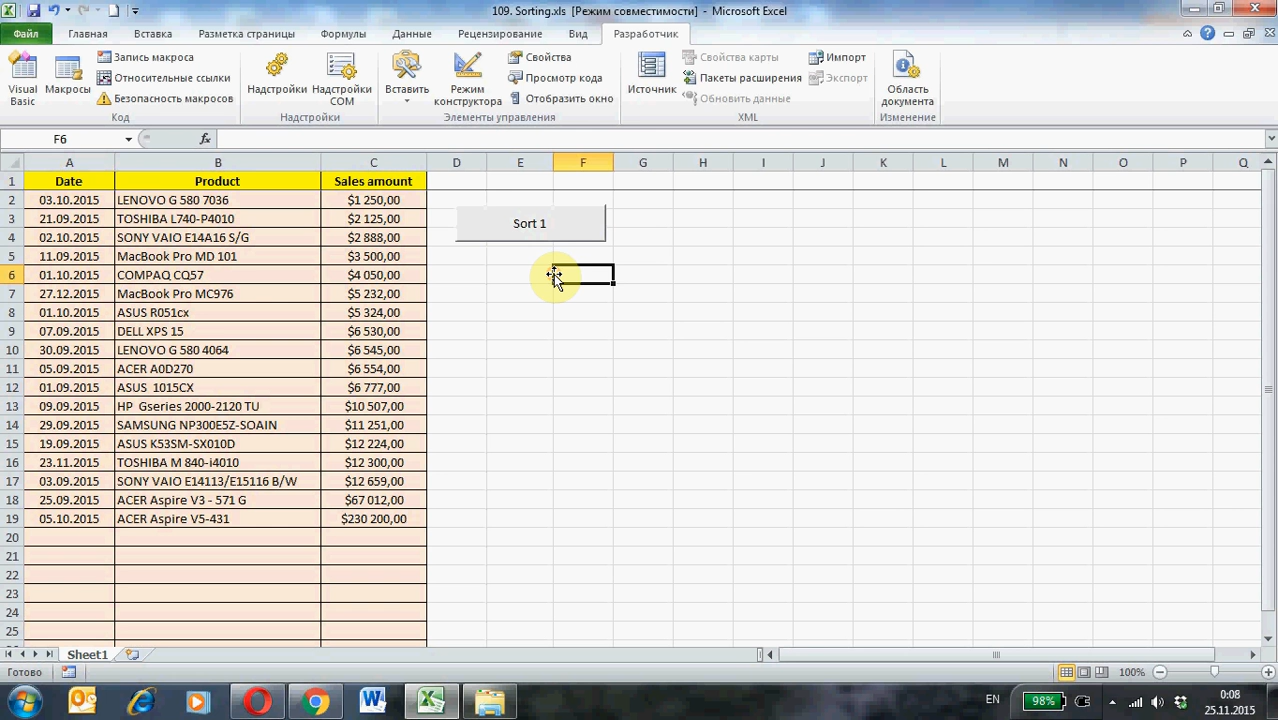 109. Sorting.xls [Режим совместимости] - Microsoft Excel
Файл Главная Вставка Разметка страницы Формулы Данные Рецензирование Вид Разработчик
Visual Basic
Макросы
Запись макроса
Относительные ссылки
Безопасность макросов
Код
Надстройки
Надстройки COM
Надстройки
Вставить
Режим конструктора
Свойства
Просмотр кода
Отобразить окно
Элементы управления
Источник
Свойства карты
Пакеты расширения
Обновить данные
Импорт
Экспорт
XML
Область документа
Изменение
F6 fx
A B C D E F G H I J K L M N O P Q
1 Date Product Sales amount
2 03.10.2015 LENOVO G 580 7036 $1 250,00
3 21.09.2015 TOSHIBA L740-P4010 $2 125,00
4 02.10.2015 SONY VAIO E14A16 S/G $2 888,00
5 11.09.2015 MacBook Pro MD 101 $3 500,00
6 01.10.2015 COMPAQ CQ57 $4 050,00
7 27.12.2015 MacBook Pro MC976 $5 232,00
8 01.10.2015 ASUS R051cx $5 324,00
9 07.09.2015 DELL XPS 15 $6 530,00
10 30.09.2015 LENOVO G 580 4064 $6 545,00
11 05.09.2015 ACER A0D270 $6 554,00
12 01.09.2015 ASUS 1015CX $6 777,00
13 09.09.2015 HP Gseries 2000-2120 TU $10 507,00
14 29.09.2015 SAMSUNG NP300E5Z-SOAIN $11 251,00
15 19.09.2015 ASUS K53SM-SX010D $12 224,00
16 23.11.2015 TOSHIBA M 840-i4010 $12 300,00
17 03.09.2015 SONY VAIO E14113/E15116 B/W $12 659,00
18 25.09.2015 ACER Aspire V3 - 571 G $67 012,00
19 05.10.2015 ACER Aspire V5-431 $230 200,00
20
21
22
23
24
25
Sort 1
Sheet1
Готово
100%
EN
98%
0:08
25.11.2015